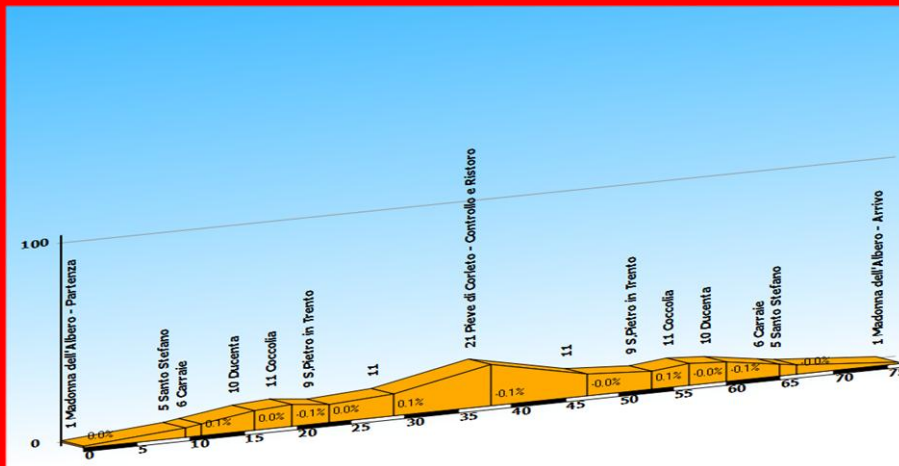 100
0
1 Madonna dell'Albero - Partenza
5 Santo Stefano
6 Carraie
10 Ducenta
11 Coccolia
9 S.Pietro in Trento
11
21 Pieve di Corleto - Controllo e Ristoro
11
9 S.Pietro in Trento
11 Coccolia
10 Ducenta
6 Carraie
5 Santo Stefano
1 Madonna dell'Albero - Arrivo
0.0%
0.1%
0.0%
-0.1%
0.0%
0.1%
-0.1%
-0.0%
0.1%
-0.0%
-0.1%
-0.0%
0
5
10
15
20
25
30
35
40
45
50
55
60
65
70
75